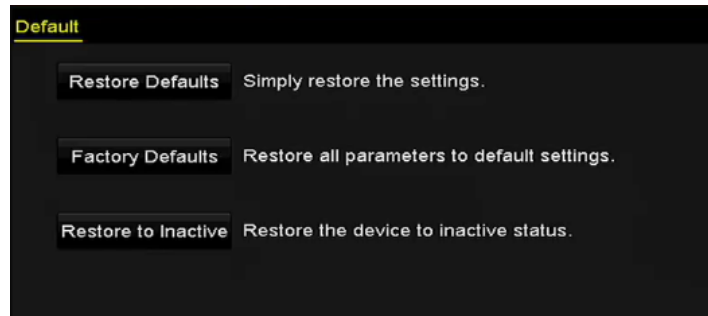 Default
Restore Defaults Simply restore the settings.
Factory Defaults Restore all parameters to default settings.
Restore to Inactive Restore the device to inactive status.